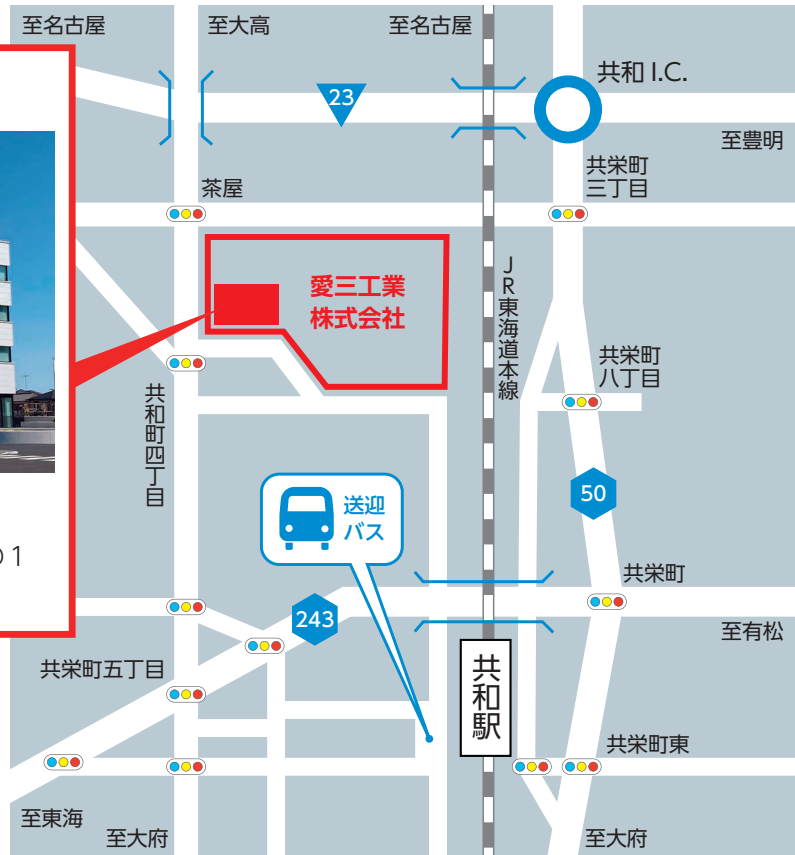 至名古屋
至大高
至名古屋
共和 I.C.
23
至豊明
共栄町
三丁目
茶屋
愛三工業
株式会社
JR東海道本線
共栄町
八丁目
共和町四丁目
50
送迎
バス
1
共栄町
243
至有松
共栄町五丁目
共和駅
共栄町東
至東海
至大府
至大府